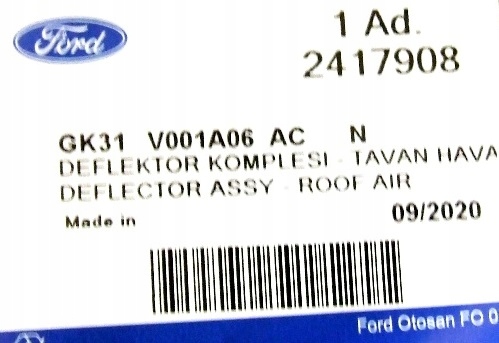 Ford
1 Ad.
2417908
GK31 V001A06 AC N
DEFLEKTOR KOMPLESI - TAVAN HAVA
DEFLECTOR ASSY - ROOF AIR
Made in
09/2020
Ford Otosan FO 0